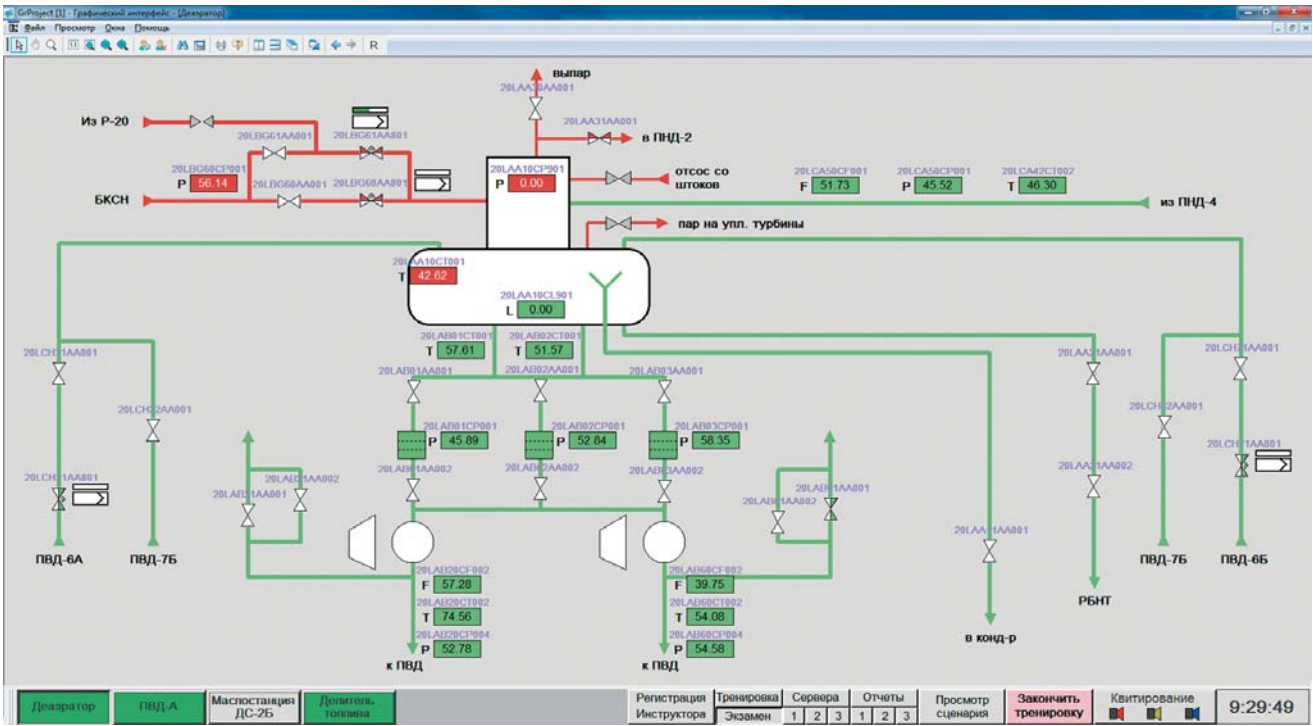 GrProject [1] - Графический интерфейс - [Деаэратор]
Файл Просмотр Окна Помощь
R
выпар
20LAA30AA001
Из Р-20
20LBG61AA001 20LBG61AA801
20LAA31AA001
в ПНД-2
20LBG60CP001
P 56.14
20LBG60AA001 20LBG60AA801
БКСН
20LAA10CP901
P 0.00
отсос со
штоков
20LCA50CF001 20LCA50CP001 20LCA42CT002
F 51.73 P 45.52 T 46.30
из ПНД-4
пар на упл. турбины
20LAA10CT001
T 42.62
20LAA10CL901
L 0.00
20LAB01CT001 20LAB02CT001
T 57.61 T 51.57
20LAB01AA001 20LAB02AA001 20LAB03AA001
20LAB01CP001 20LAB02CP001 20LAB03CP001
P 45.89 P 52.84 P 58.35
20LAB01AA002 20LAB02AA002 20LAB03AA002
ПВД-6А ПВД-7Б
ПВД-7Б ПВД-6Б
РБНТ
в конд-р
20LAB20CF002 20LAB60CF002
F 57.28 F 39.75
20LAB20CT002 20LAB60CT002
T 74.56 T 54.08
20LAB20CP004 20LAB60CP004
P 52.78 P 54.58
к ПВД к ПВД
Деаэратор ПВД-А Маслостанция ДС-2Б Делитель топлива
Регистрация Инструктора Тренировка Экзамен Сервера 1 2 3 Отчеты 1 2 3 Просмотр сценария Закончить тренировку Квитирование 9:29:49